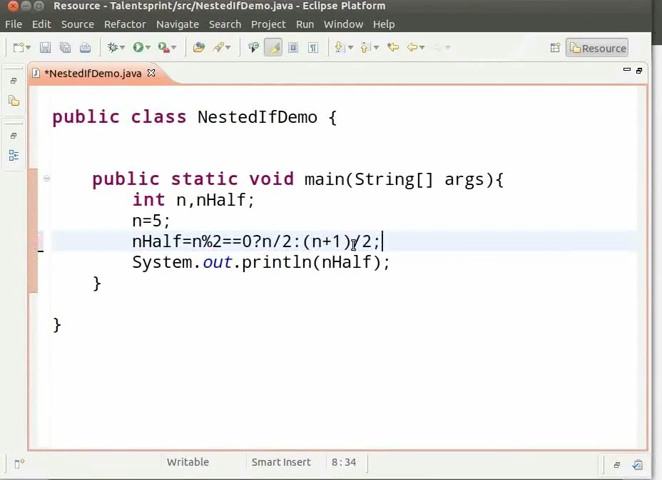 Resource - Talentsprint/src/NestedIfDemo.java - Eclipse Platform
File Edit Source Refactor Navigate Search Project Run Window Help
Resource
*NestedIfDemo.java
public class NestedIfDemo {
public static void main(String[] args){
int n,nHalf;
n=5;
nHalf=n%2==0?n/2:(n+1)/2;
System.out.println(nHalf);
}
}
Writable Smart Insert 8:34